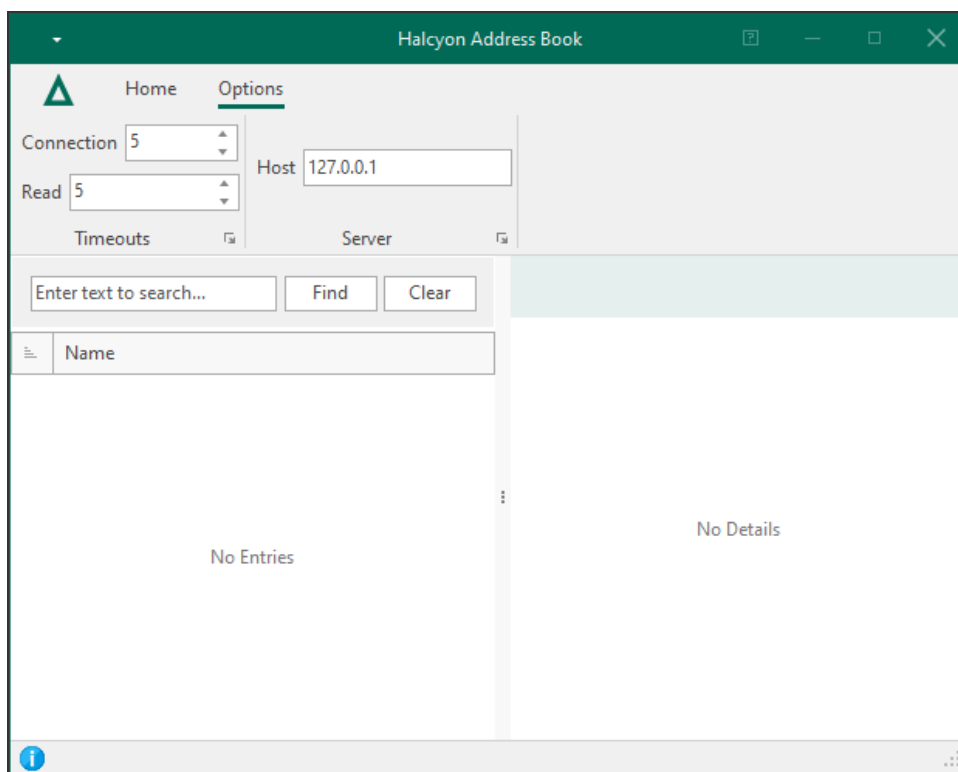 Halcyon Address Book
Home Options
Connection 5
Host 127.0.0.1
Read 5
Timeouts Server
Enter text to search... Find Clear
Name
No Details
No Entries